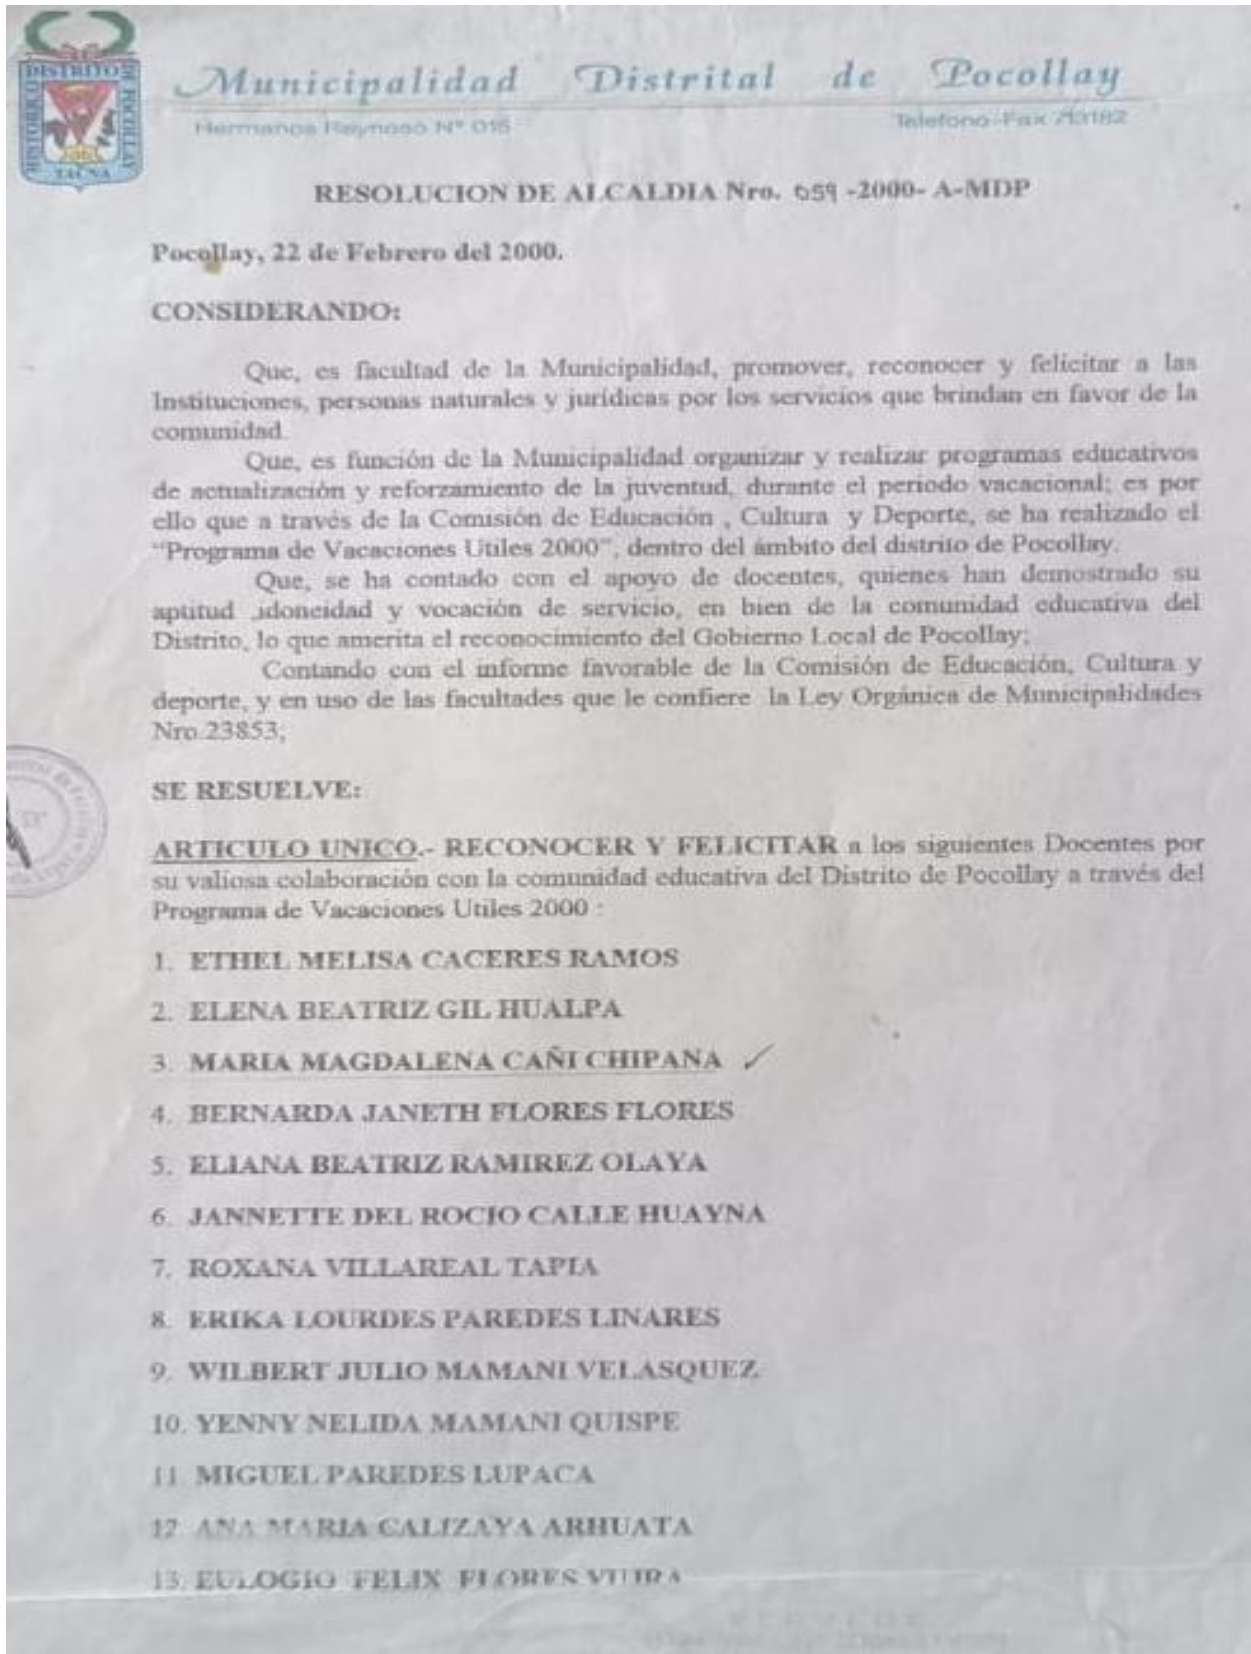 DISTRITO
HISTORICO
DE POCOLLAY
TACNA
Municipalidad Distrital de Pocollay
Hermanos Reynoso Nº 015
Telefono-Fax 713182
RESOLUCION DE ALCALDIA Nro. 059 -2000- A-MDP
Pocollay, 22 de Febrero del 2000.
CONSIDERANDO:
Que, es facultad de la Municipalidad, promover, reconocer y felicitar a las
Instituciones, personas naturales y jurídicas por los servicios que brindan en favor de la
comunidad.
Que, es función de la Municipalidad organizar y realizar programas educativos
de actualización y reforzamiento de la juventud, durante el periodo vacacional; es por
ello que a través de la Comisión de Educación , Cultura y Deporte, se ha realizado el
"Programa de Vacaciones Utiles 2000", dentro del ámbito del distrito de Pocollay.
Que, se ha contado con el apoyo de docentes, quienes han demostrado su
aptitud ,idoneidad y vocación de servicio, en bien de la comunidad educativa del
Distrito, lo que amerita el reconocimiento del Gobierno Local de Pocollay;
Contando con el informe favorable de la Comisión de Educación, Cultura y
deporte, y en uso de las facultades que le confiere la Ley Orgánica de Municipalidades
Nro.23853;
SE RESUELVE:
ARTICULO UNICO.- RECONOCER Y FELICITAR a los siguientes Docentes por
su valiosa colaboración con la comunidad educativa del Distrito de Pocollay a través del
Programa de Vacaciones Utiles 2000 :
1. ETHEL MELISA CACERES RAMOS
2. ELENA BEATRIZ GIL HUALPA
3. MARIA MAGDALENA CAÑI CHIPANA ✓
4. BERNARDA JANETH FLORES FLORES
5. ELIANA BEATRIZ RAMIREZ OLAYA
6. JANNETTE DEL ROCIO CALLE HUAYNA
7. ROXANA VILLAREAL TAPIA
8. ERIKA LOURDES PAREDES LINARES
9. WILBERT JULIO MAMANI VELASQUEZ
10. YENNY NELIDA MAMANI QUISPE
11. MIGUEL PAREDES LUPACA
12. ANA MARIA CALIZAYA ARHUATA
13. EULOGIO FELIX FLORES